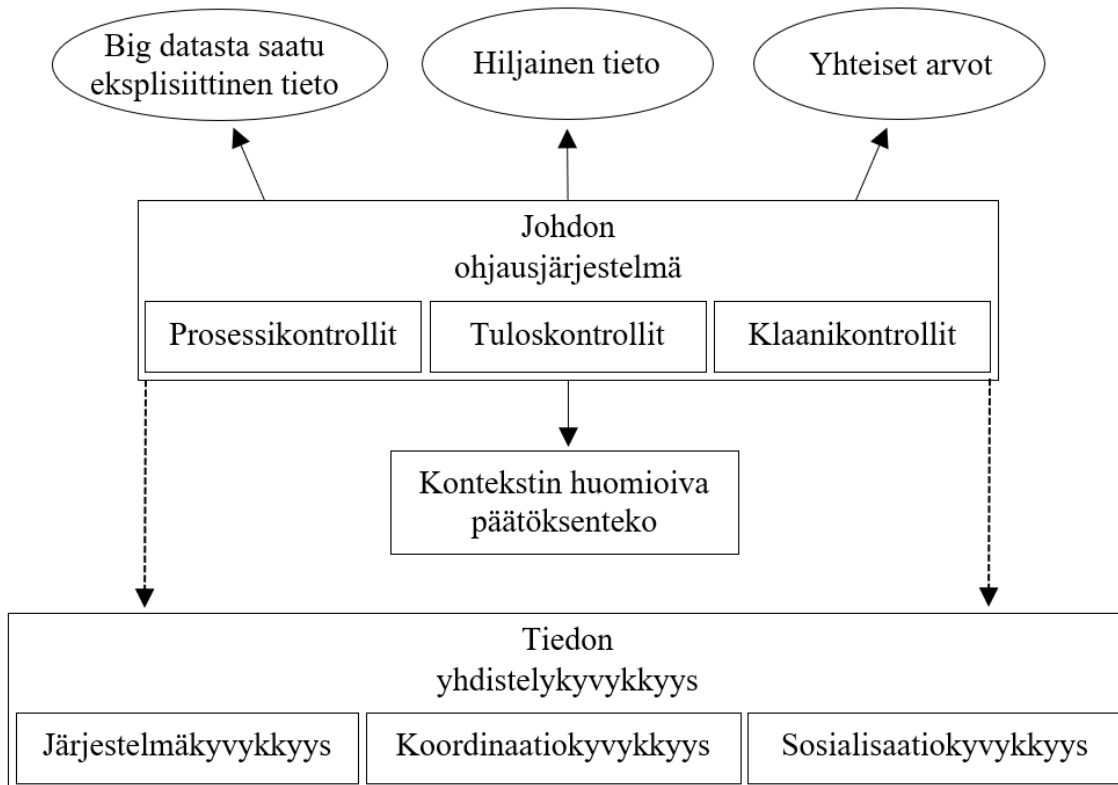 Big datasta saatu
eksplisiittinen tieto
Hiljainen tieto
Yhteiset arvot
Johdon
ohjausjärjestelmä
Prosessikontrollit
Tuloskontrollit
Klaanikontrollit
Kontekstin huomioiva
päätöksenteko
Tiedon
yhdistelykyvykkyys
Järjestelmäkyvykkyys
Koordinaatiokyvykkyys
Sosialisaatiokyvykkyys